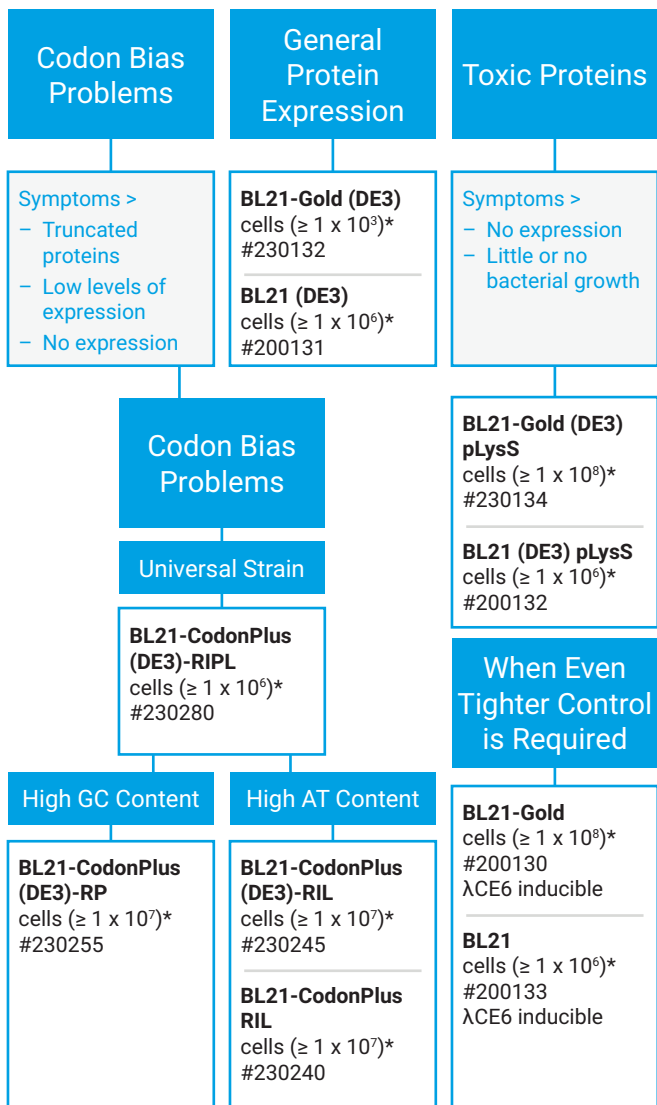 Codon Bias
Problems
General
Protein
Expression
Toxic Proteins
Symptoms >
– Truncated
proteins
– Low levels of
expression
– No expression
BL21-Gold (DE3)
cells (≥ 1 x 10³)*
#230132
BL21 (DE3)
cells (≥ 1 x 10⁶)*
#200131
Symptoms >
– No expression
– Little or no
bacterial growth
Codon Bias
Problems
Universal Strain
BL21-CodonPlus
(DE3)-RIPL
cells (≥ 1 x 10⁶)*
#230280
High GC Content
BL21-CodonPlus
(DE3)-RP
cells (≥ 1 x 10⁷)*
#230255
High AT Content
BL21-CodonPlus
(DE3)-RIL
cells (≥ 1 x 10⁷)*
#230245
BL21-CodonPlus
RIL
cells (≥ 1 x 10⁷)*
#230240
BL21-Gold (DE3)
pLysS
cells (≥ 1 x 10⁸)*
#230134
BL21 (DE3) pLysS
cells (≥ 1 x 10⁶)*
#200132
When Even
Tighter Control
is Required
BL21-Gold
cells (≥ 1 x 10⁸)*
#200130
λCE6 inducible
BL21
cells (≥ 1 x 10⁶)*
#200133
λCE6 inducible